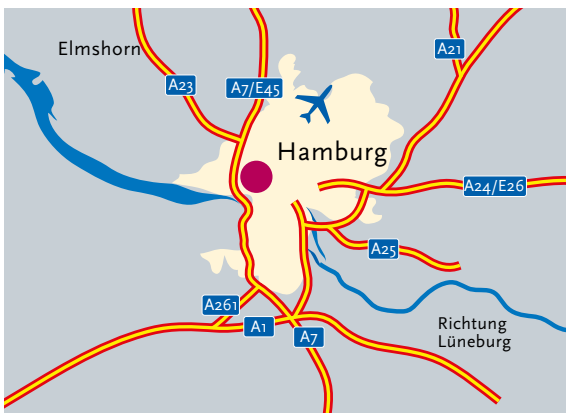 Elmshorn
A21
A23
A7/E45
Hamburg
A24/E26
A25
A261
A1
A7
Richtung
Lüneburg